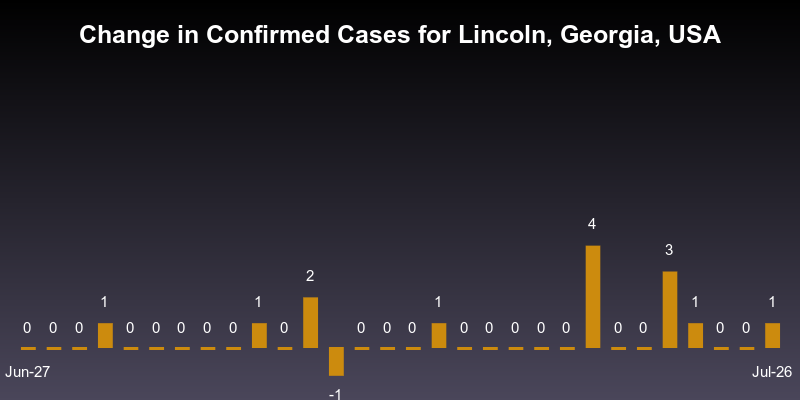 Change in Confirmed Cases for Lincoln, Georgia, USA
4
3
2
1 1 1 1 1
0 0 0 0 0 0 0 0 0 0 0 0 0 0 0 0 0 0 0 0 0
Jun-27 Jul-26
-1